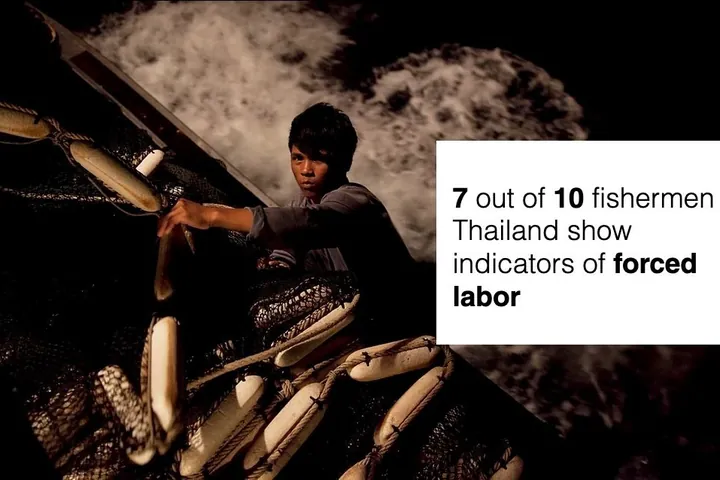 7 out of 10 fishermen
Thailand show
indicators of forced
labor